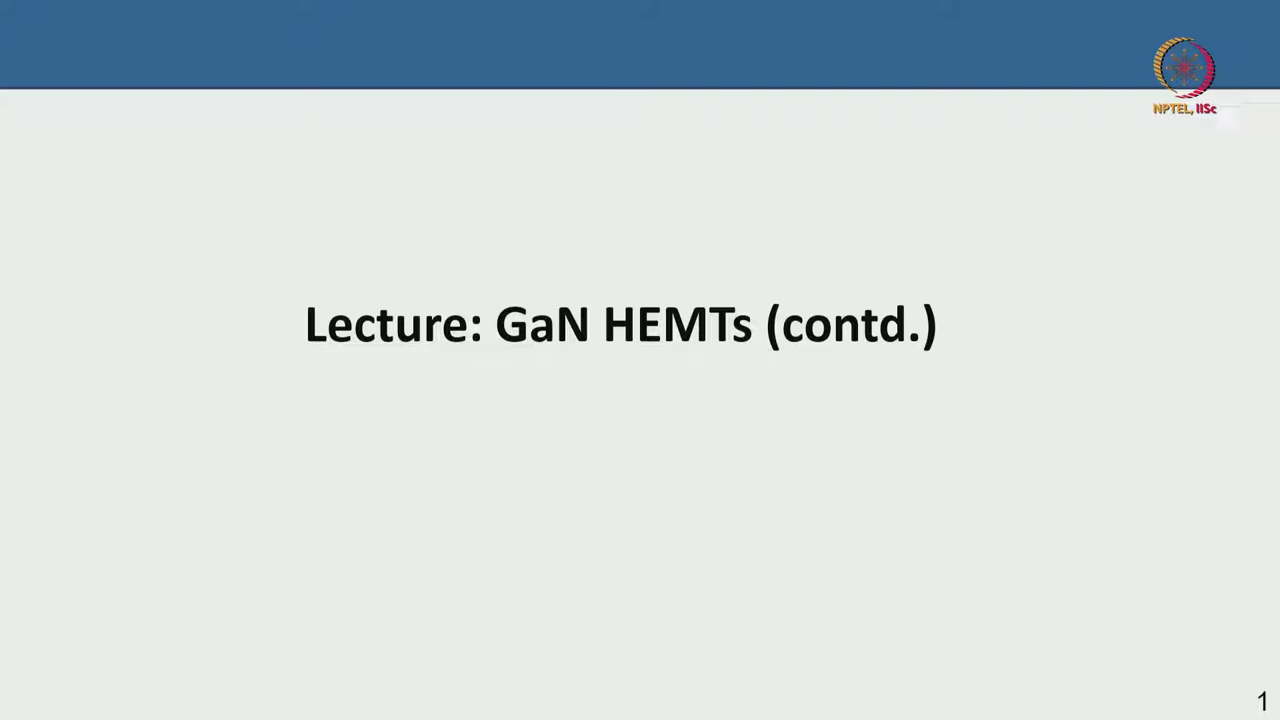 NPTEL, IISc
Lecture: GaN HEMTs (contd.)
1